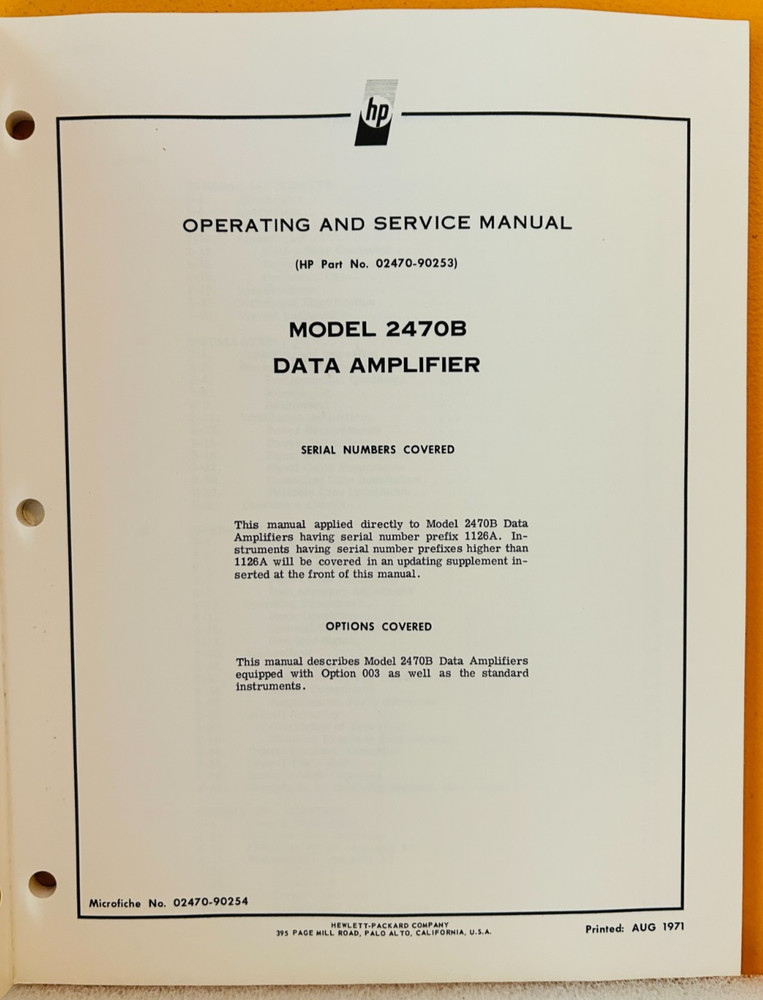 hp
OPERATING AND SERVICE MANUAL
(HP Part No. 02470-90253)
MODEL 2470B
DATA AMPLIFIER
SERIAL NUMBERS COVERED
This manual applied directly to Model 2470B Data
Amplifiers having serial number prefix 1126A. In-
struments having serial number prefixes higher than
1126A will be covered in an updating supplement in-
serted at the front of this manual.
OPTIONS COVERED
This manual describes Model 2470B Data Amplifiers
equipped with Option 003 as well as the standard
instruments.
Microfiche No. 02470-90254
HEWLETT-PACKARD COMPANY
395 PAGE MILL ROAD, PALO ALTO, CALIFORNIA, U.S.A.
Printed: AUG 1971